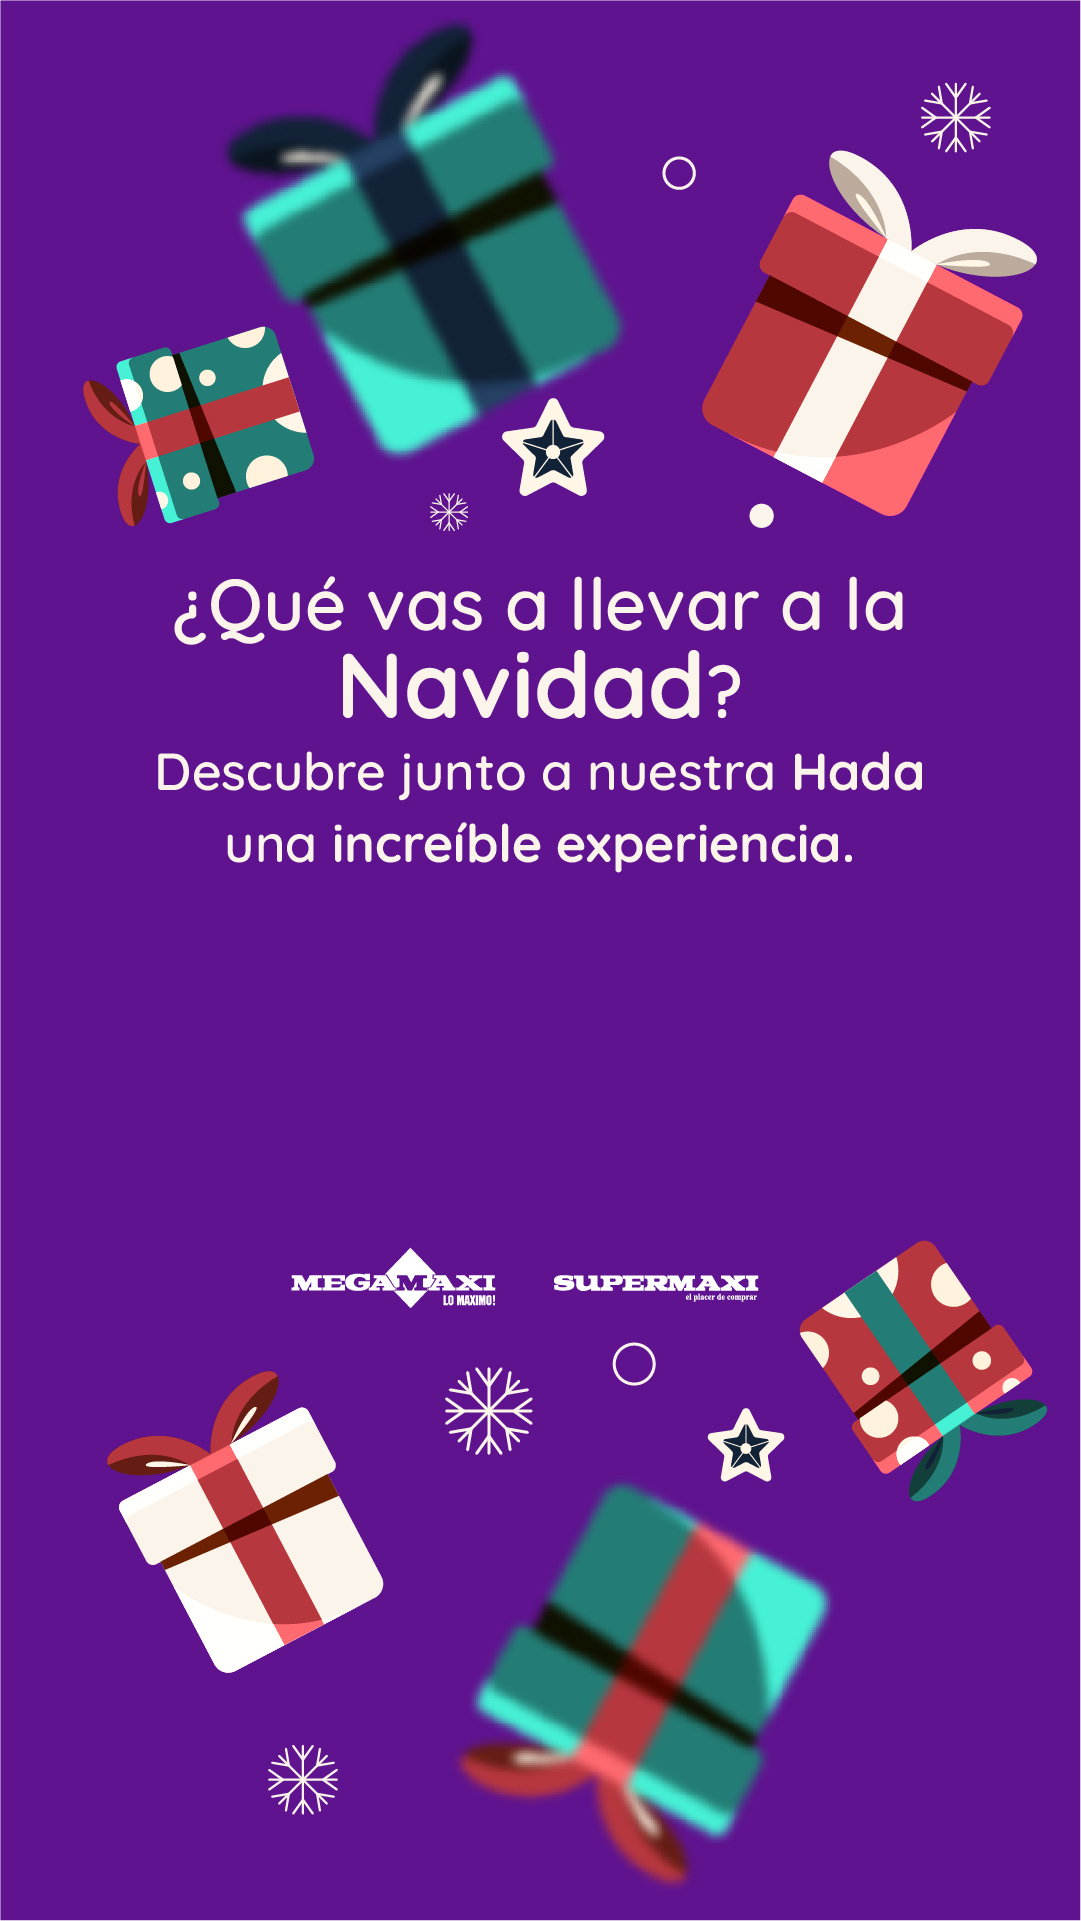 ¿Qué vas a llevar a la
Navidad?
Descubre junto a nuestra Hada
una increíble experiencia.
MEGAMAXI
LO MAXIMO!
SUPERMAXI
el placer de comprar